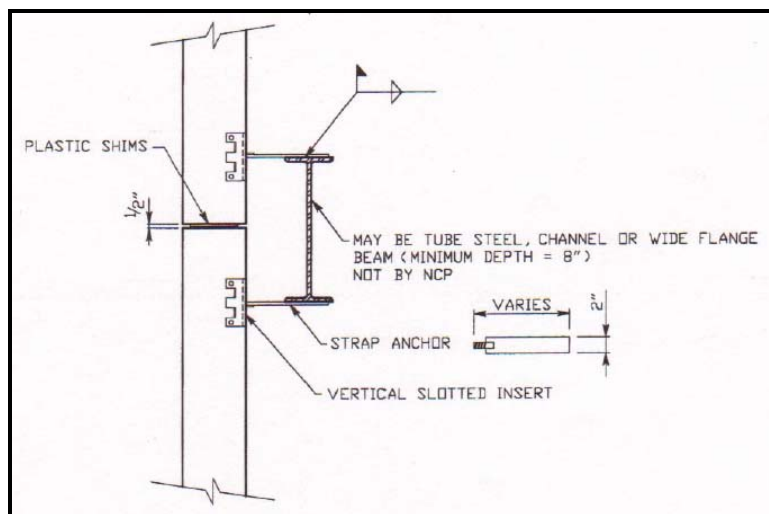 PLASTIC SHIMS
1/2"
MAY BE TUBE STEEL, CHANNEL OR WIDE FLANGE
BEAM (MINIMUM DEPTH = 8")
NOT BY NCP
VARIES
2"
STRAP ANCHOR
VERTICAL SLOTTED INSERT